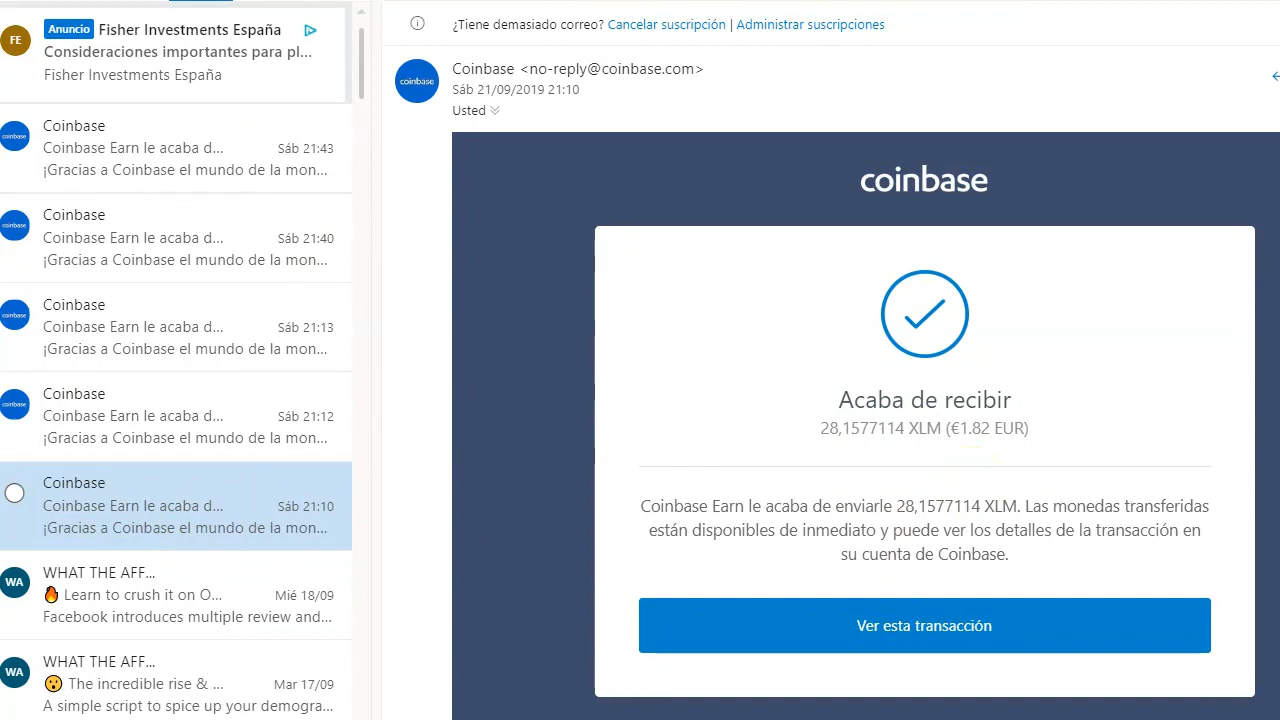 FE
Anuncio Fisher Investments España
Consideraciones importantes para pl...
Fisher Investments España
coinbase
Coinbase
Coinbase Earn le acaba d... Sáb 21:43
¡Gracias a Coinbase el mundo de la mon...
coinbase
Coinbase
Coinbase Earn le acaba d... Sáb 21:40
¡Gracias a Coinbase el mundo de la mon...
coinbase
Coinbase
Coinbase Earn le acaba d... Sáb 21:13
¡Gracias a Coinbase el mundo de la mon...
coinbase
Coinbase
Coinbase Earn le acaba d... Sáb 21:12
¡Gracias a Coinbase el mundo de la mon...
Coinbase
Coinbase Earn le acaba d... Sáb 21:10
¡Gracias a Coinbase el mundo de la mon...
WA
WHAT THE AFF...
🔥 Learn to crush it on O... Mié 18/09
Facebook introduces multiple review and...
WA
WHAT THE AFF...
😮 The incredible rise & ... Mar 17/09
A simple script to spice up your demogra...
¿Tiene demasiado correo? Cancelar suscripción | Administrar suscripciones
coinbase
Coinbase <no-reply@coinbase.com>
Sáb 21/09/2019 21:10
Usted
coinbase
Acaba de recibir
28,1577114 XLM (€1.82 EUR)
Coinbase Earn le acaba de enviarle 28,1577114 XLM. Las monedas transferidas
están disponibles de inmediato y puede ver los detalles de la transacción en
su cuenta de Coinbase.
Ver esta transacción